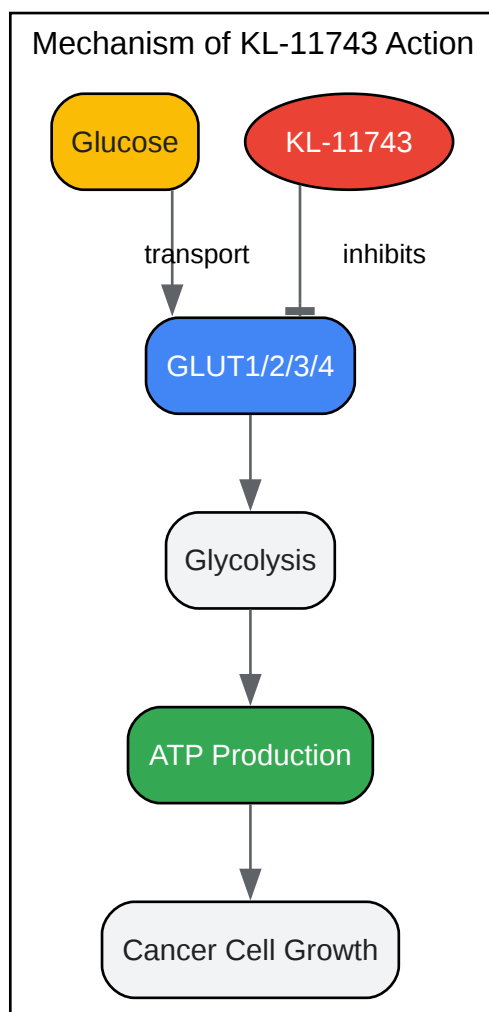 Mechanism of KL-11743 Action
Glucose
KL-11743
transport
inhibits
GLUT1/2/3/4
Glycolysis
ATP Production
Cancer Cell Growth